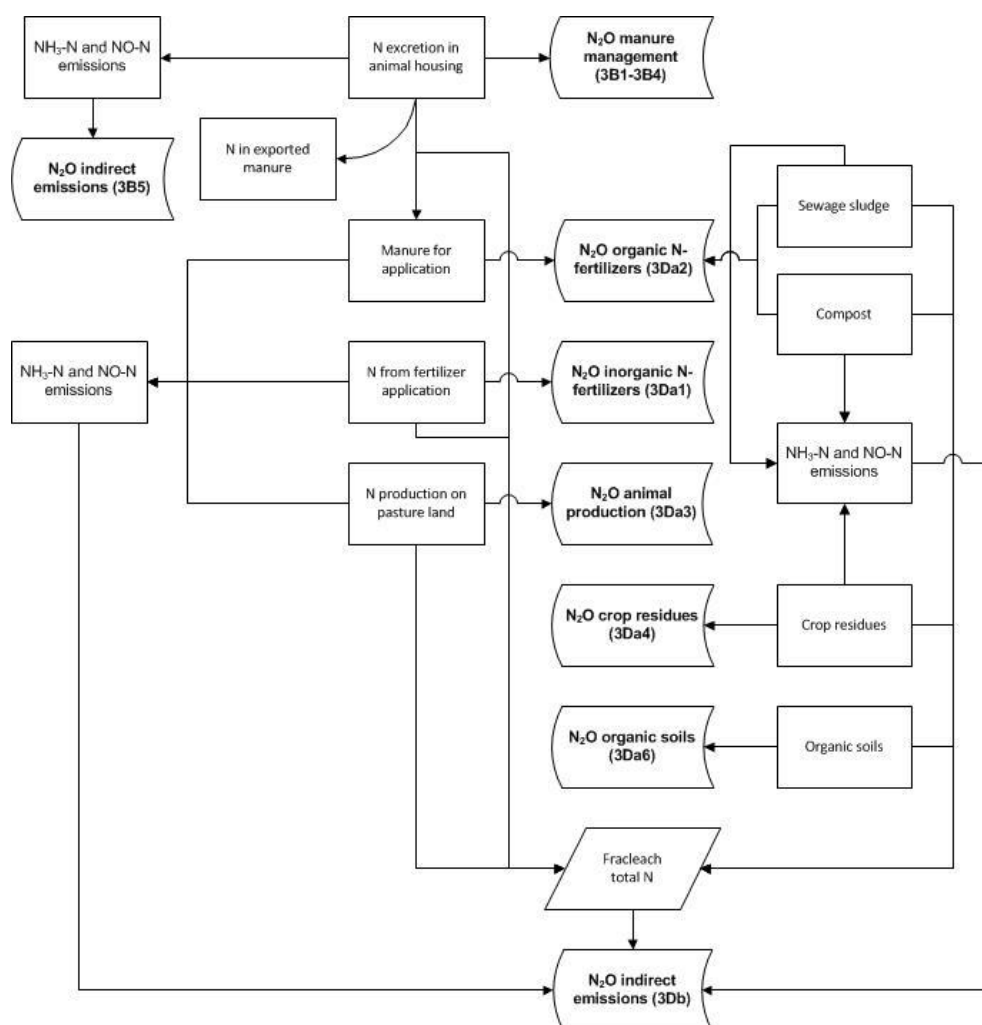 NH₃-N and NO-N
emissions
N excretion in
animal housing
N₂O manure
management
(3B1-3B4)
N in exported
manure
N₂O indirect
emissions (3B5)
Sewage sludge
Manure for
application
N₂O organic N-
fertilizers (3Da2)
Compost
NH₃-N and NO-N
emissions
N from fertilizer
application
N₂O inorganic N-
fertilizers (3Da1)
NH₃-N and NO-N
emissions
N production on
pasture land
N₂O animal
production (3Da3)
N₂O crop residues
(3Da4)
Crop residues
N₂O organic soils
(3Da6)
Organic soils
Fracleach
total N
N₂O indirect
emissions (3Db)